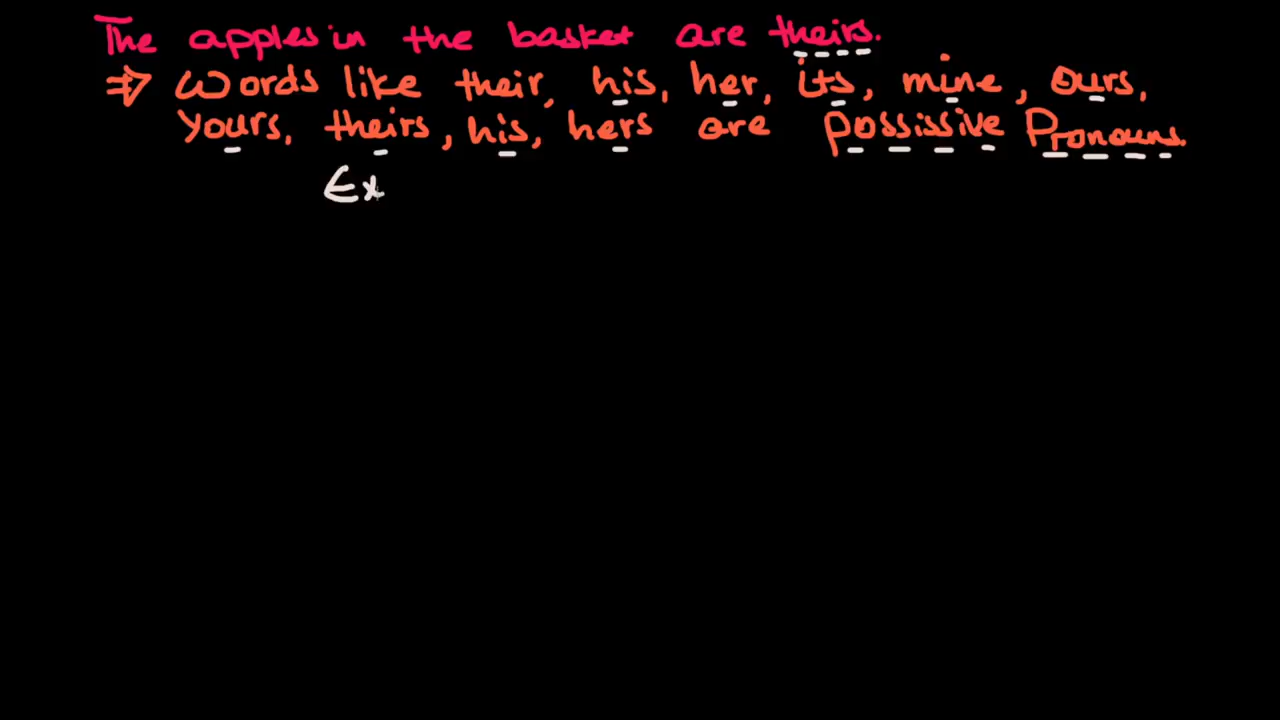 The apples in the basket are theirs.
⇒ Words like their, his, her, its, mine, ours,
yours, theirs, his, hers are possissive Pronouns.
Ex